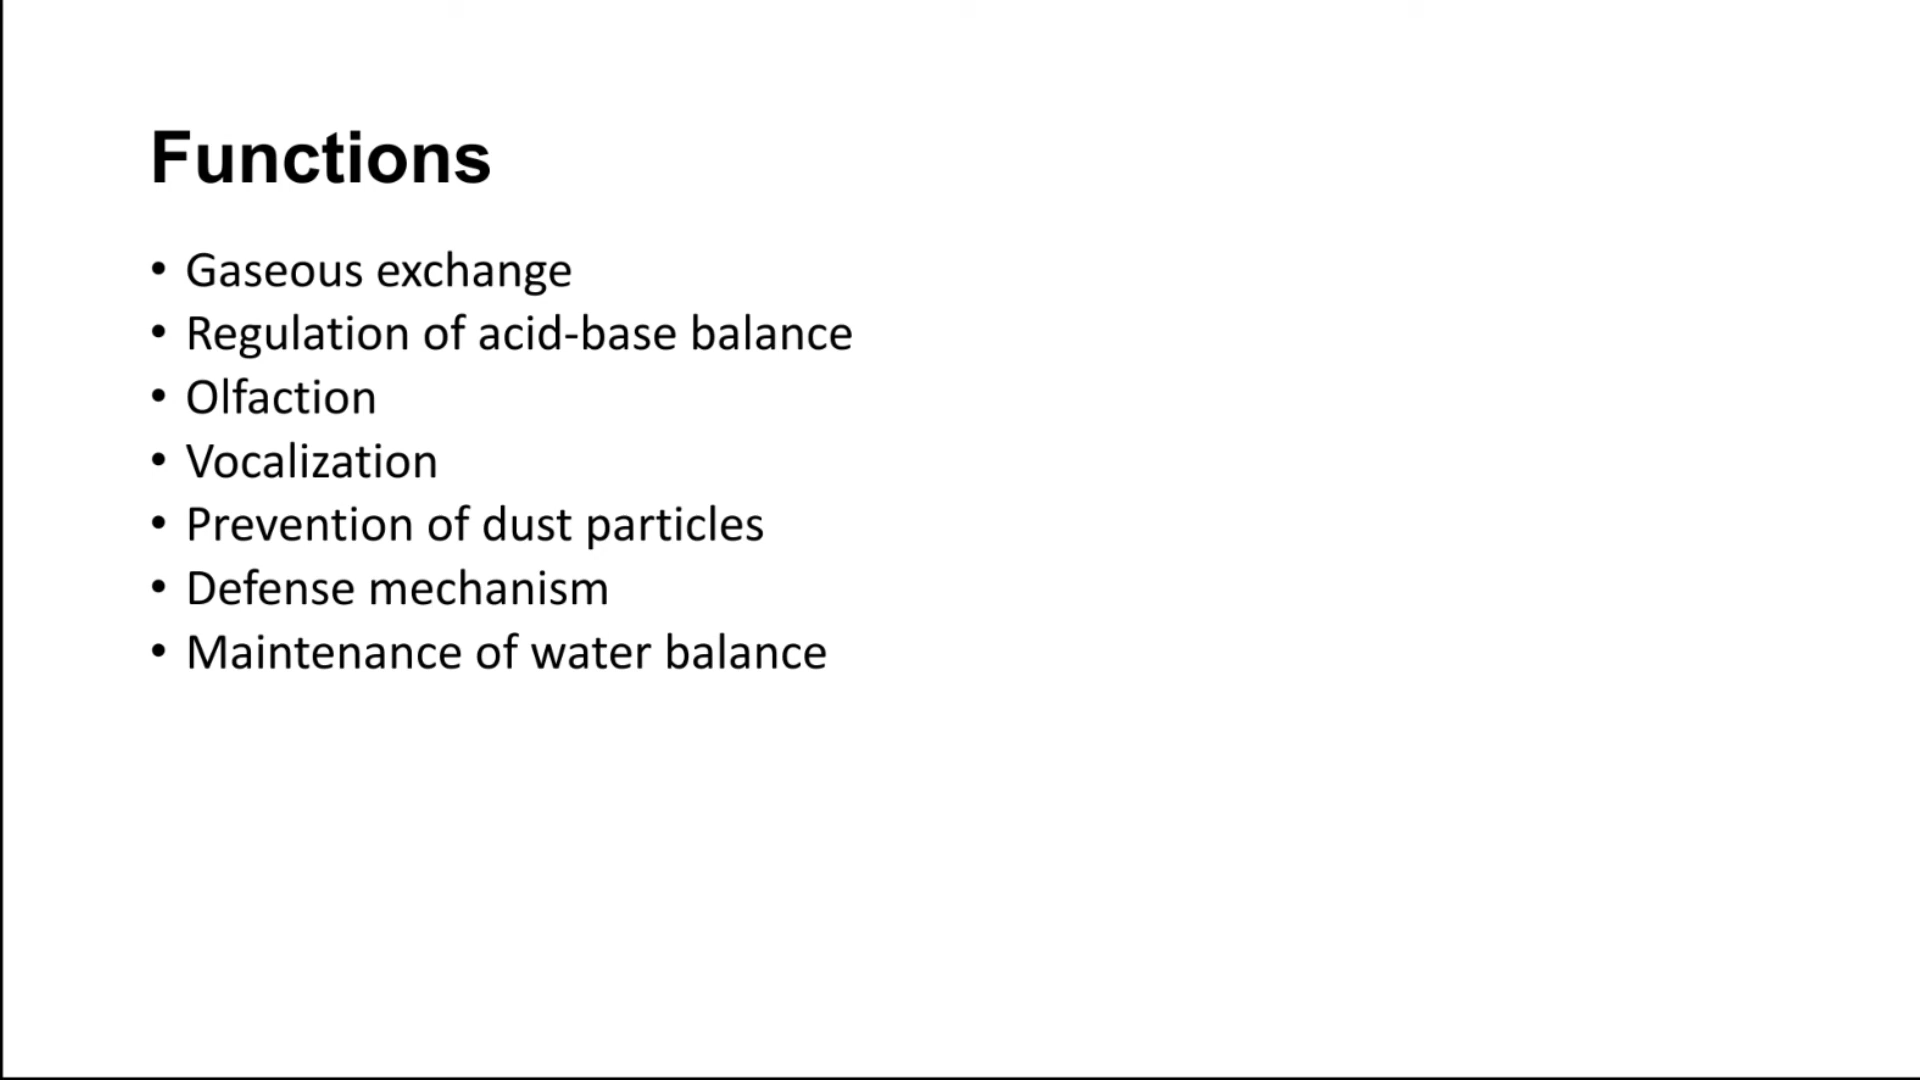 Functions
• Gaseous exchange
• Regulation of acid-base balance
• Olfaction
• Vocalization
• Prevention of dust particles
• Defense mechanism
• Maintenance of water balance